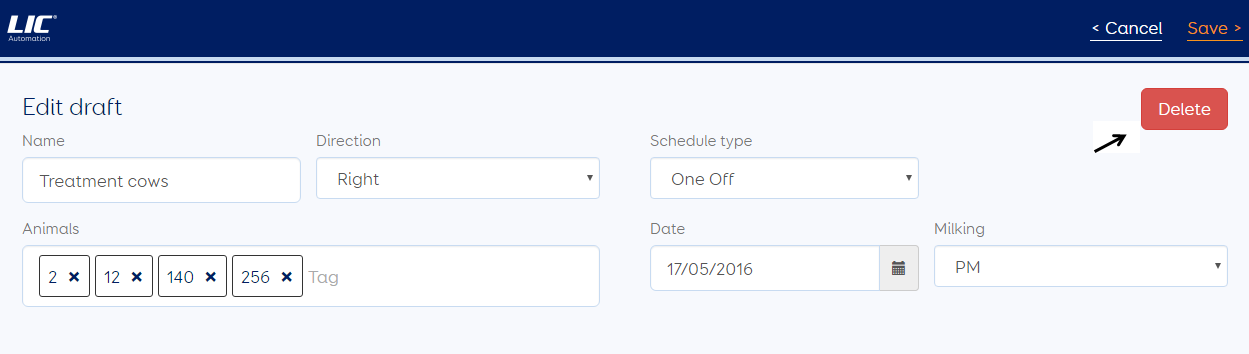 LIC®
Automation
< Cancel Save >
Edit draft
Delete
Name Direction Schedule type
Treatment cows Right One Off
Animals Date Milking
2 × 12 × 140 × 256 × Tag 17/05/2016 PM